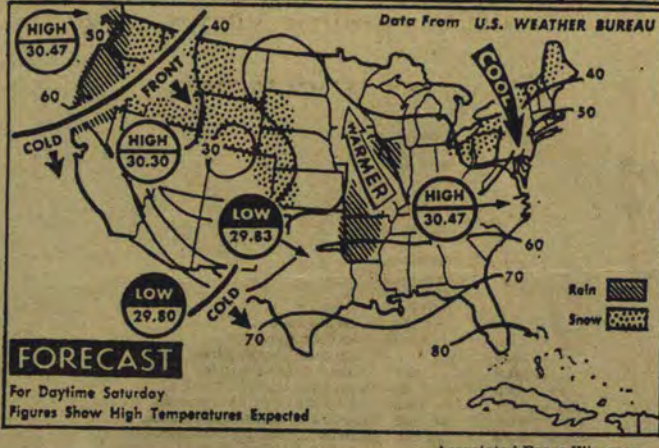 Data From U.S. WEATHER BUREAU
HIGH
30.47
50
40
60
COLD
FRONT
HIGH
30.30
30
LOW
29.83
LOW
29.80
COLD
WARMER
HIGH
30.47
COOL
40
50
60
70
70
80
Rain
Snow
FORECAST
For Daytime Saturday
Figures Show High Temperatures Expected